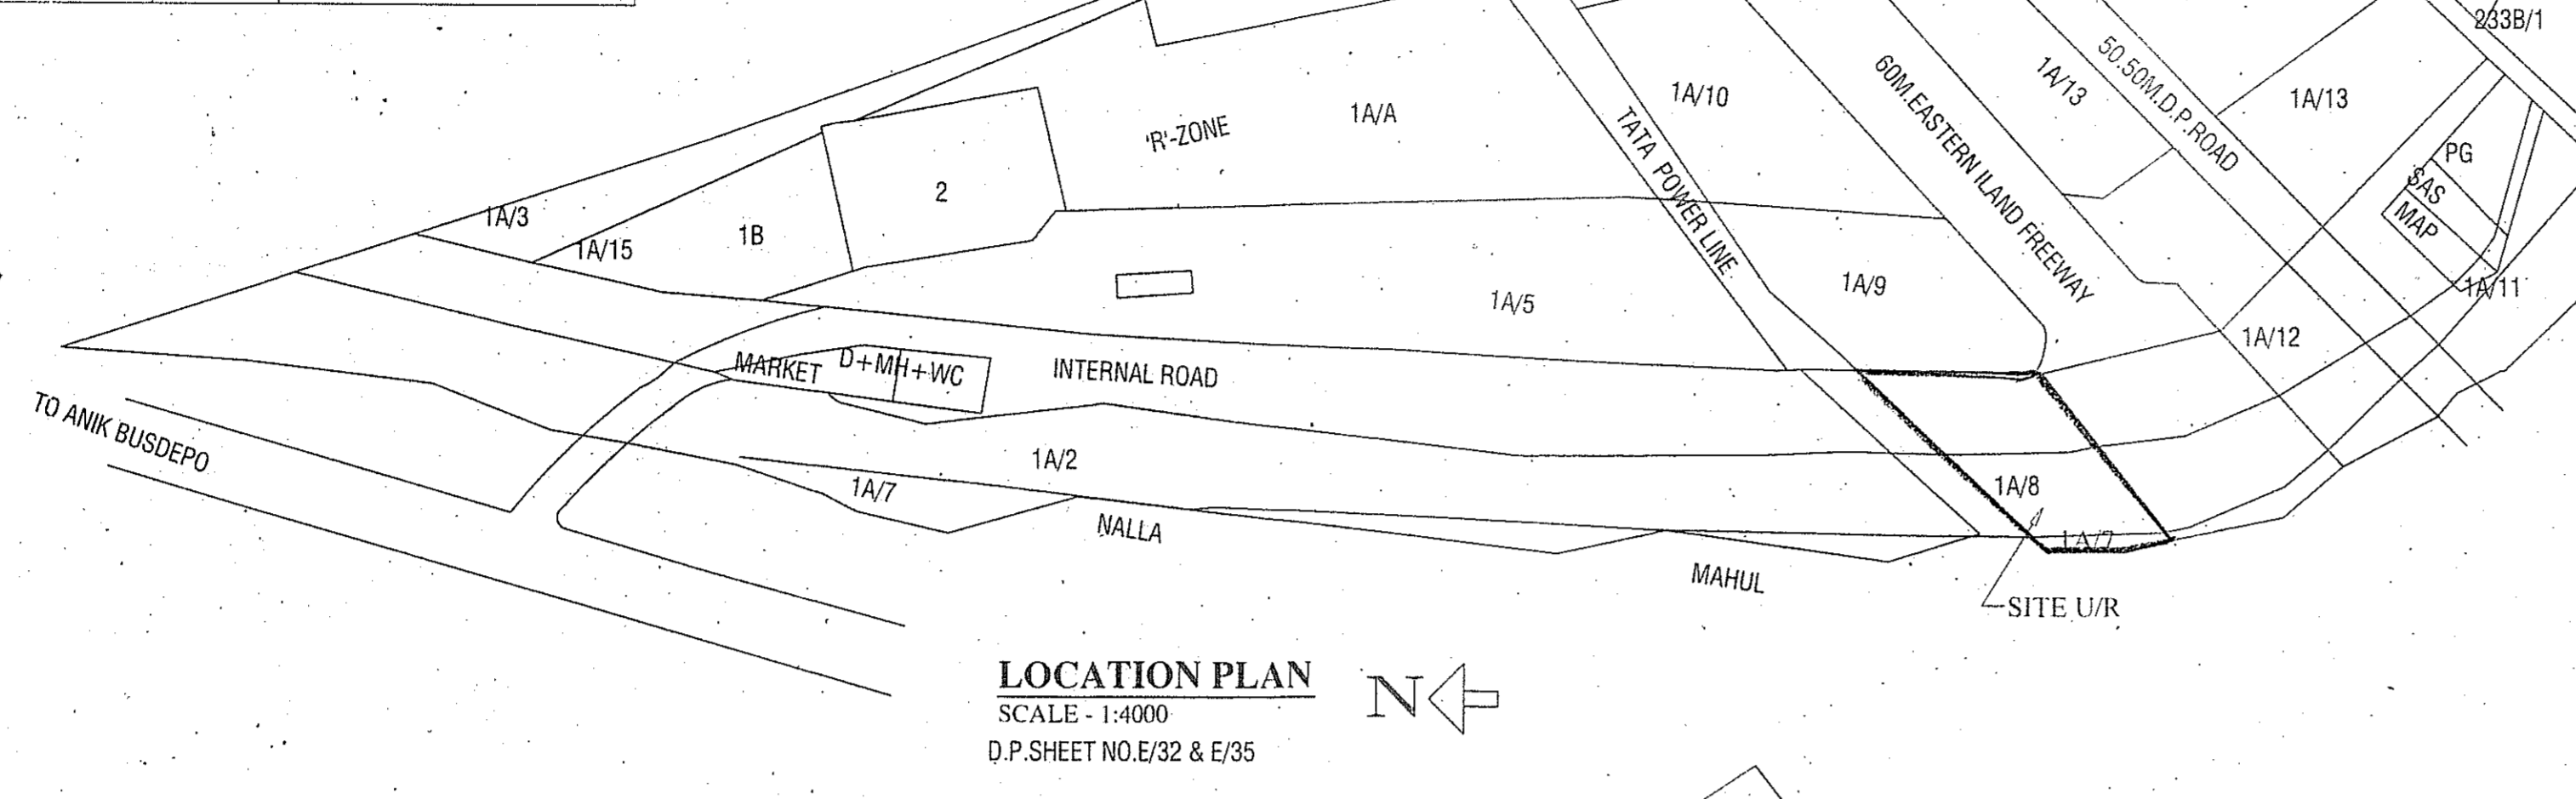 233B/1
50.50M.D.P.ROAD
60M.EASTERN ILAND FREEWAY
1A/13
1A/13
1A/10
1A/A
'R'-ZONE
TATA POWER LINE
PG
SAS
MAP
2
1A/3
1A/15
1B
1A/5
1A/9
1A/11
1A/12
MARKET
D+MH+WC
INTERNAL ROAD
TO ANIK BUSDEPO
1A/2
1A/7
1A/8
NALLA
1A/7
MAHUL
SITE U/R
LOCATION PLAN
N
SCALE - 1:4000
D.P.SHEET NO.E/32 & E/35